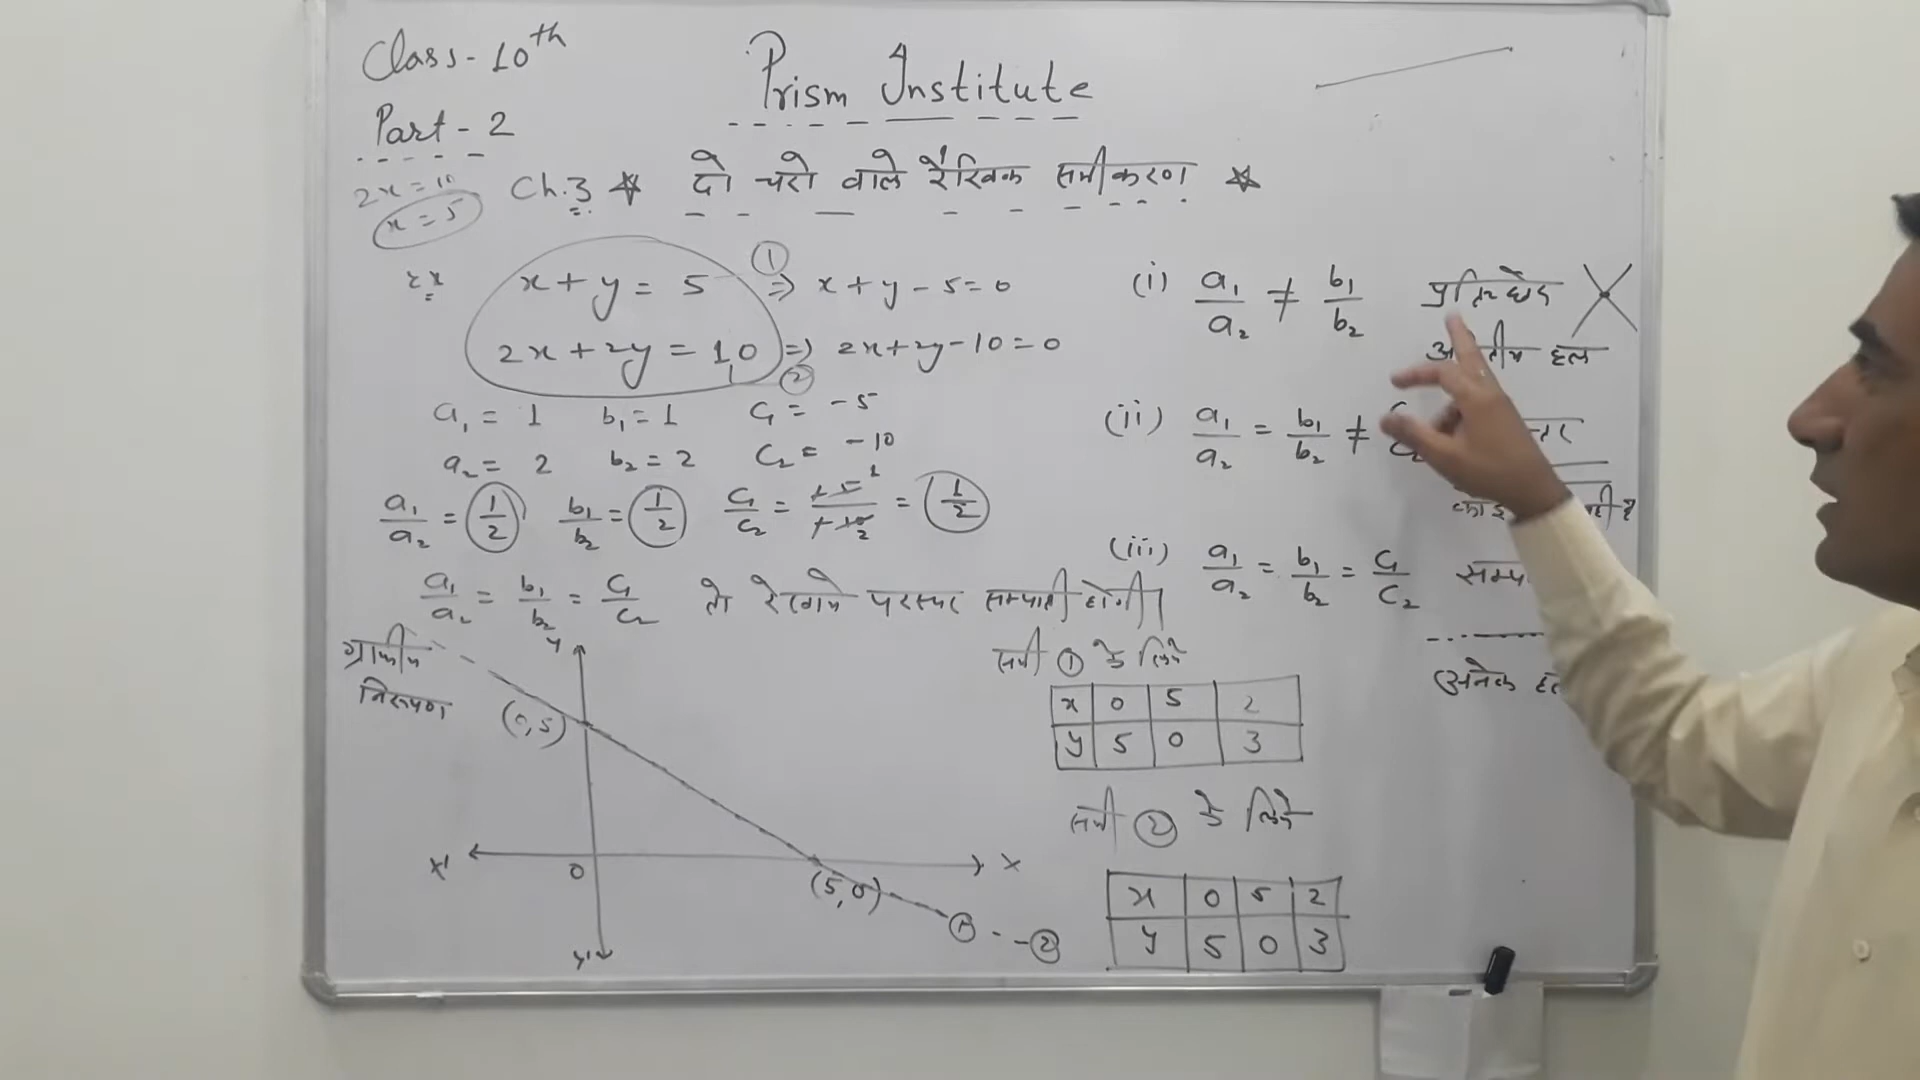 Class - 10th
Prism Institute
Part - 2
2x = 10
x = 5
Ch. 3 ☆ दो चरो वाले रैखिक समीकरण ☆
Ex
x + y = 5 ① ⇒ x + y - 5 = 0
2x + 2y = 10 ② ⇒ 2x + 2y - 10 = 0
a₁ = 1 b₁ = 1 c₁ = -5
a₂ = 2 b₂ = 2 c₂ = -10
a₁/a₂ = 1/2 b₁/b₂ = 1/2 c₁/c₂ = +5 1/+10 2 = 1/2
a₁/a₂ = b₁/b₂ = c₁/c₂ तो रेखाये परस्पर सम्पाती होगी।
(i) a₁/a₂ ≠ b₁/b₂ प्रतिच्छेद
हल
(ii) a₁/a₂ = b₁/b₂ ≠
(iii) a₁/a₂ = b₁/b₂ = c₁/c₂
अनेक
ग्राफीय
निरूपण
y
(0,5)
x' 0 x
(5,0)
① - - ②
y'
समी ① के लिये
x 0 5 2
y 5 0 3
समी ② के लिये
x 0 5 2
y 5 0 3